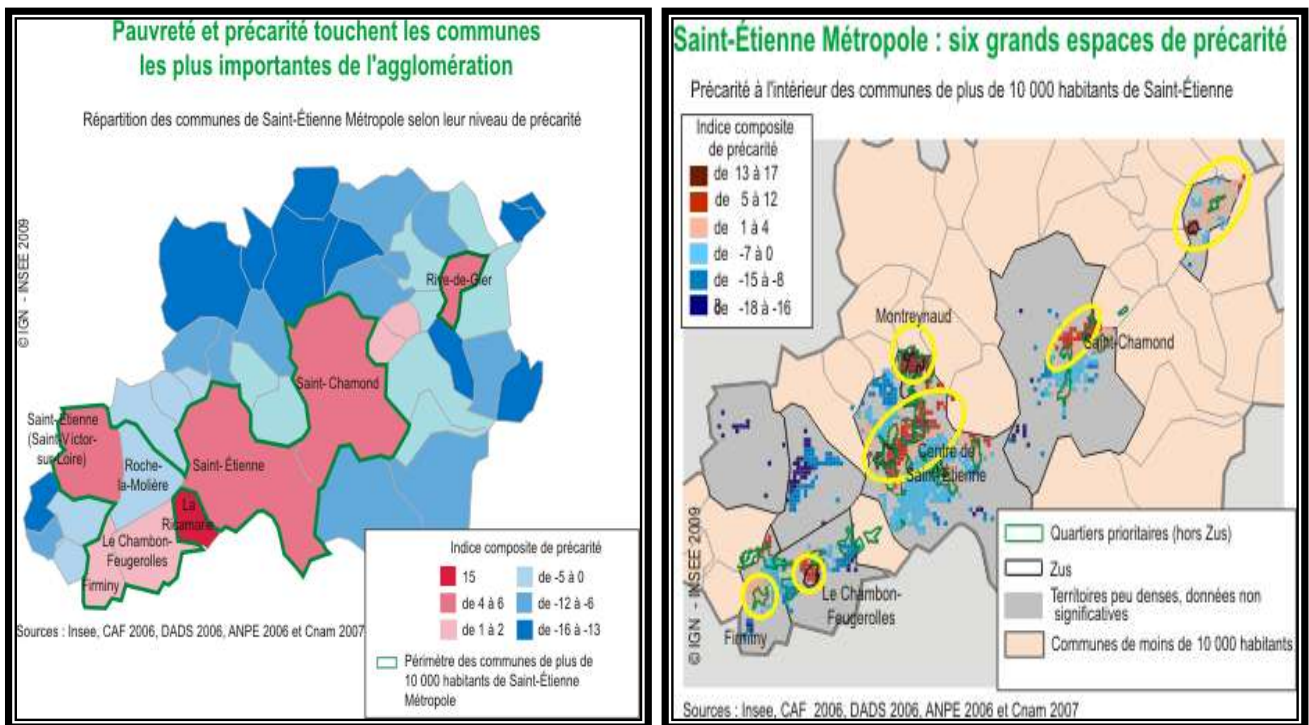 Pauvreté et précarité touchent les communes
les plus importantes de l'agglomération
Répartition des communes de Saint-Étienne Métropole selon leur niveau de précarité
© IGN - INSEE 2009
Rive-de-Gier
Saint- Chamond
Saint-Étienne
(Saint-Victor-
sur-Loire)
Roche-
la-Molière
Saint- Étienne
La
Ricamarie
Le Chambon-
Feugerolles
Firminy
Indice composite de précarité
15
de 4 à 6
de 1 à 2
de -5 à 0
de -12 à -6
de -16 à -13
Périmètre des communes de plus de
10 000 habitants de Saint-Étienne
Métropole
Sources : Insee, CAF 2006, DADS 2006, ANPE 2006 et Cnam 2007
Saint-Étienne Métropole : six grands espaces de précarité
Précarité à l'intérieur des communes de plus de 10 000 habitants de Saint-Étienne
Indice composite
de précarité
de 13 à 17
de 5 à 12
de 1 à 4
de -7 à 0
de -15 à -8
de -18 à -16
Montreynaud
Saint-Chamond
Centre de
Saint-Étienne
Le Chambon-
Feugerolles
Firminy
© IGN - INSEE 2009
Quartiers prioritaires (hors Zus)
Zus
Territoires peu denses, données non
significatives
Communes de moins de 10 000 habitants
Sources : Insee, CAF 2006, DADS 2006, ANPE 2006 et Cnam 2007